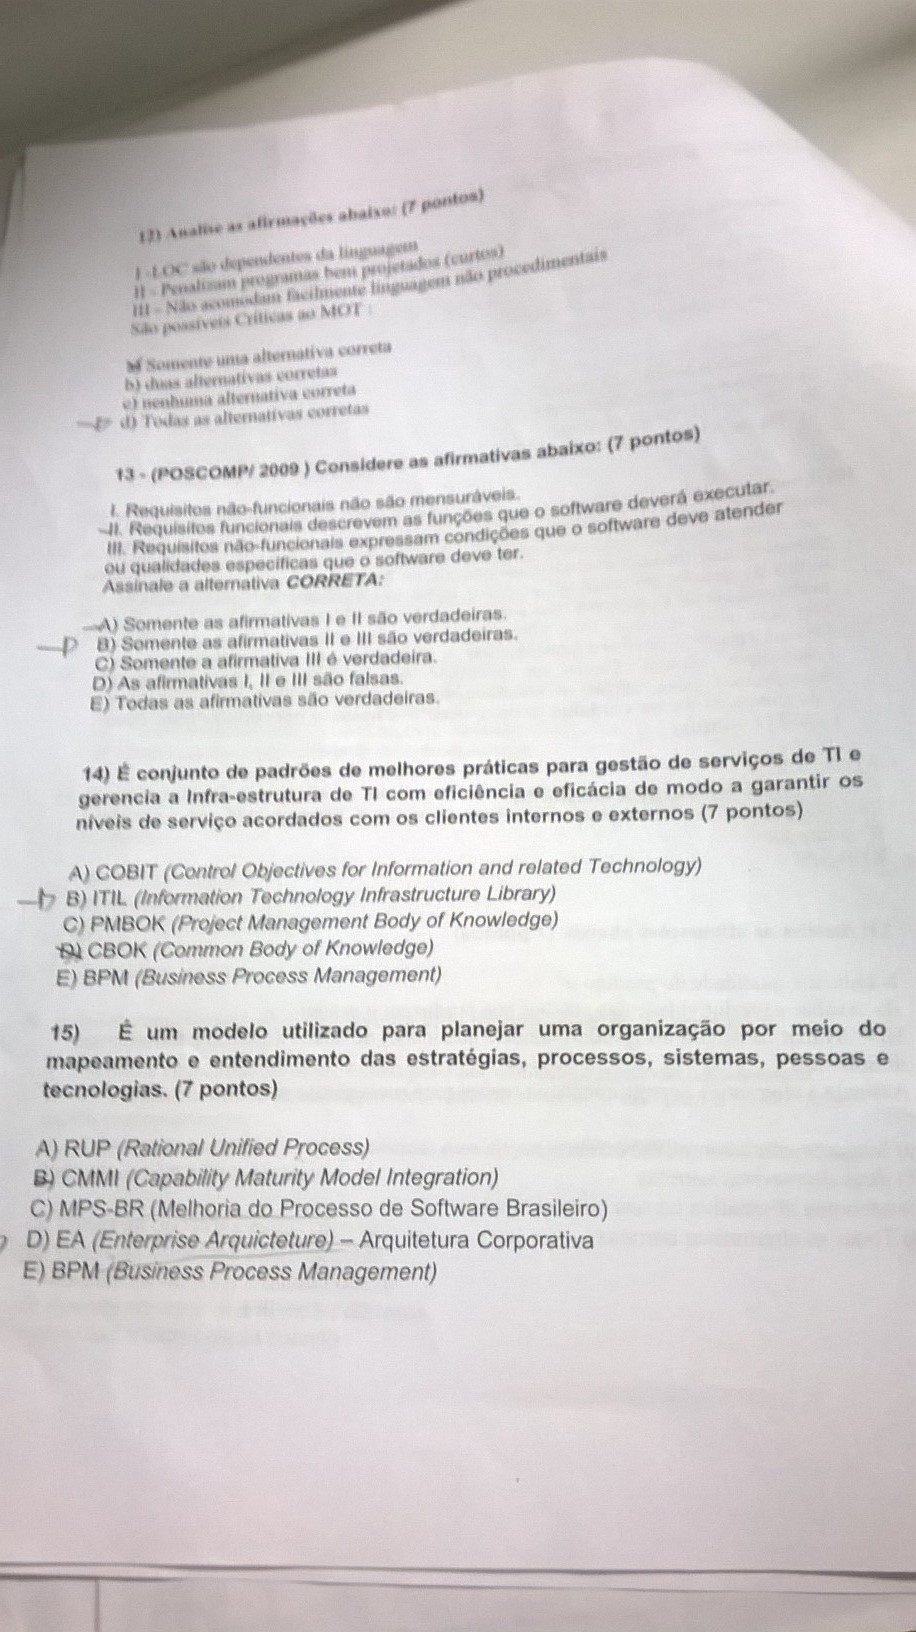 12) Analise as afirmações abaixo: (7 pontos)
I -LOC são dependentes da linguagem
II - Penalizam programas bem projetados (curtos)
III - Não acomodam facilmente linguagem não procedimentais
São possíveis Críticas ao MOT :
Somente uma alternativa correta
b) duas alternativas corretas
c) nenhuma alternativa correta
d) Todas as alternativas corretas
13 - (POSCOMP/ 2009 ) Considere as afirmativas abaixo: (7 pontos)
I. Requisitos não-funcionais não são mensuráveis.
II. Requisitos funcionais descrevem as funções que o software deverá executar.
III. Requisitos não-funcionais expressam condições que o software deve atender
ou qualidades específicas que o software deve ter.
Assinale a alternativa CORRETA:
A) Somente as afirmativas I e II são verdadeiras.
B) Somente as afirmativas II e III são verdadeiras.
C) Somente a afirmativa III é verdadeira.
D) As afirmativas I, II e III são falsas.
E) Todas as afirmativas são verdadeiras.
14) É conjunto de padrões de melhores práticas para gestão de serviços de TI e
gerencia a Infra-estrutura de TI com eficiência e eficácia de modo a garantir os
níveis de serviço acordados com os clientes internos e externos (7 pontos)
A) COBIT (Control Objectives for Information and related Technology)
B) ITIL (Information Technology Infrastructure Library)
C) PMBOK (Project Management Body of Knowledge)
D) CBOK (Common Body of Knowledge)
E) BPM (Business Process Management)
15) É um modelo utilizado para planejar uma organização por meio do
mapeamento e entendimento das estratégias, processos, sistemas, pessoas e
tecnologias. (7 pontos)
A) RUP (Rational Unified Process)
B) CMMI (Capability Maturity Model Integration)
C) MPS-BR (Melhoria do Processo de Software Brasileiro)
D) EA (Enterprise Arquicteture) – Arquitetura Corporativa
E) BPM (Business Process Management)